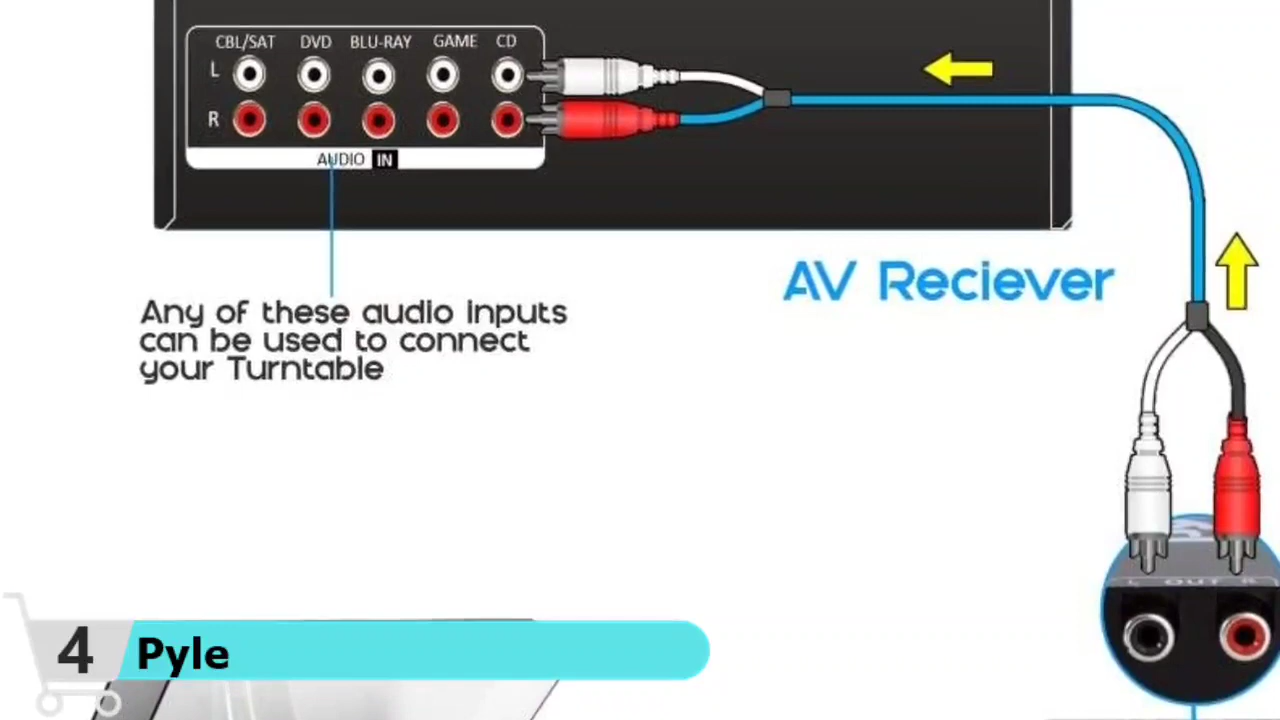 CBL/SAT DVD BLU-RAY GAME CD
L
R
AUDIO IN
AV Reciever
Any of these audio inputs
can be used to connect
your Turntable
L OUT R
4 Pyle